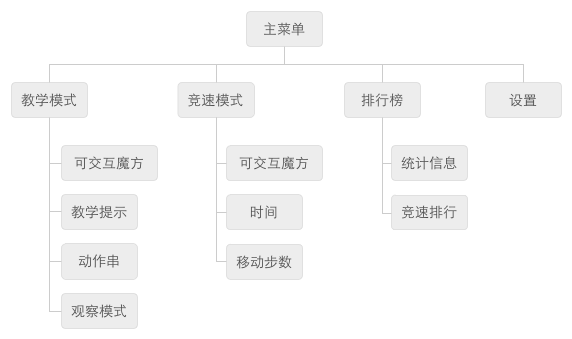 主菜单
教学模式
竞速模式
排行榜
设置
可交互魔方
可交互魔方
统计信息
教学提示
时间
竞速排行
动作串
移动步数
观察模式